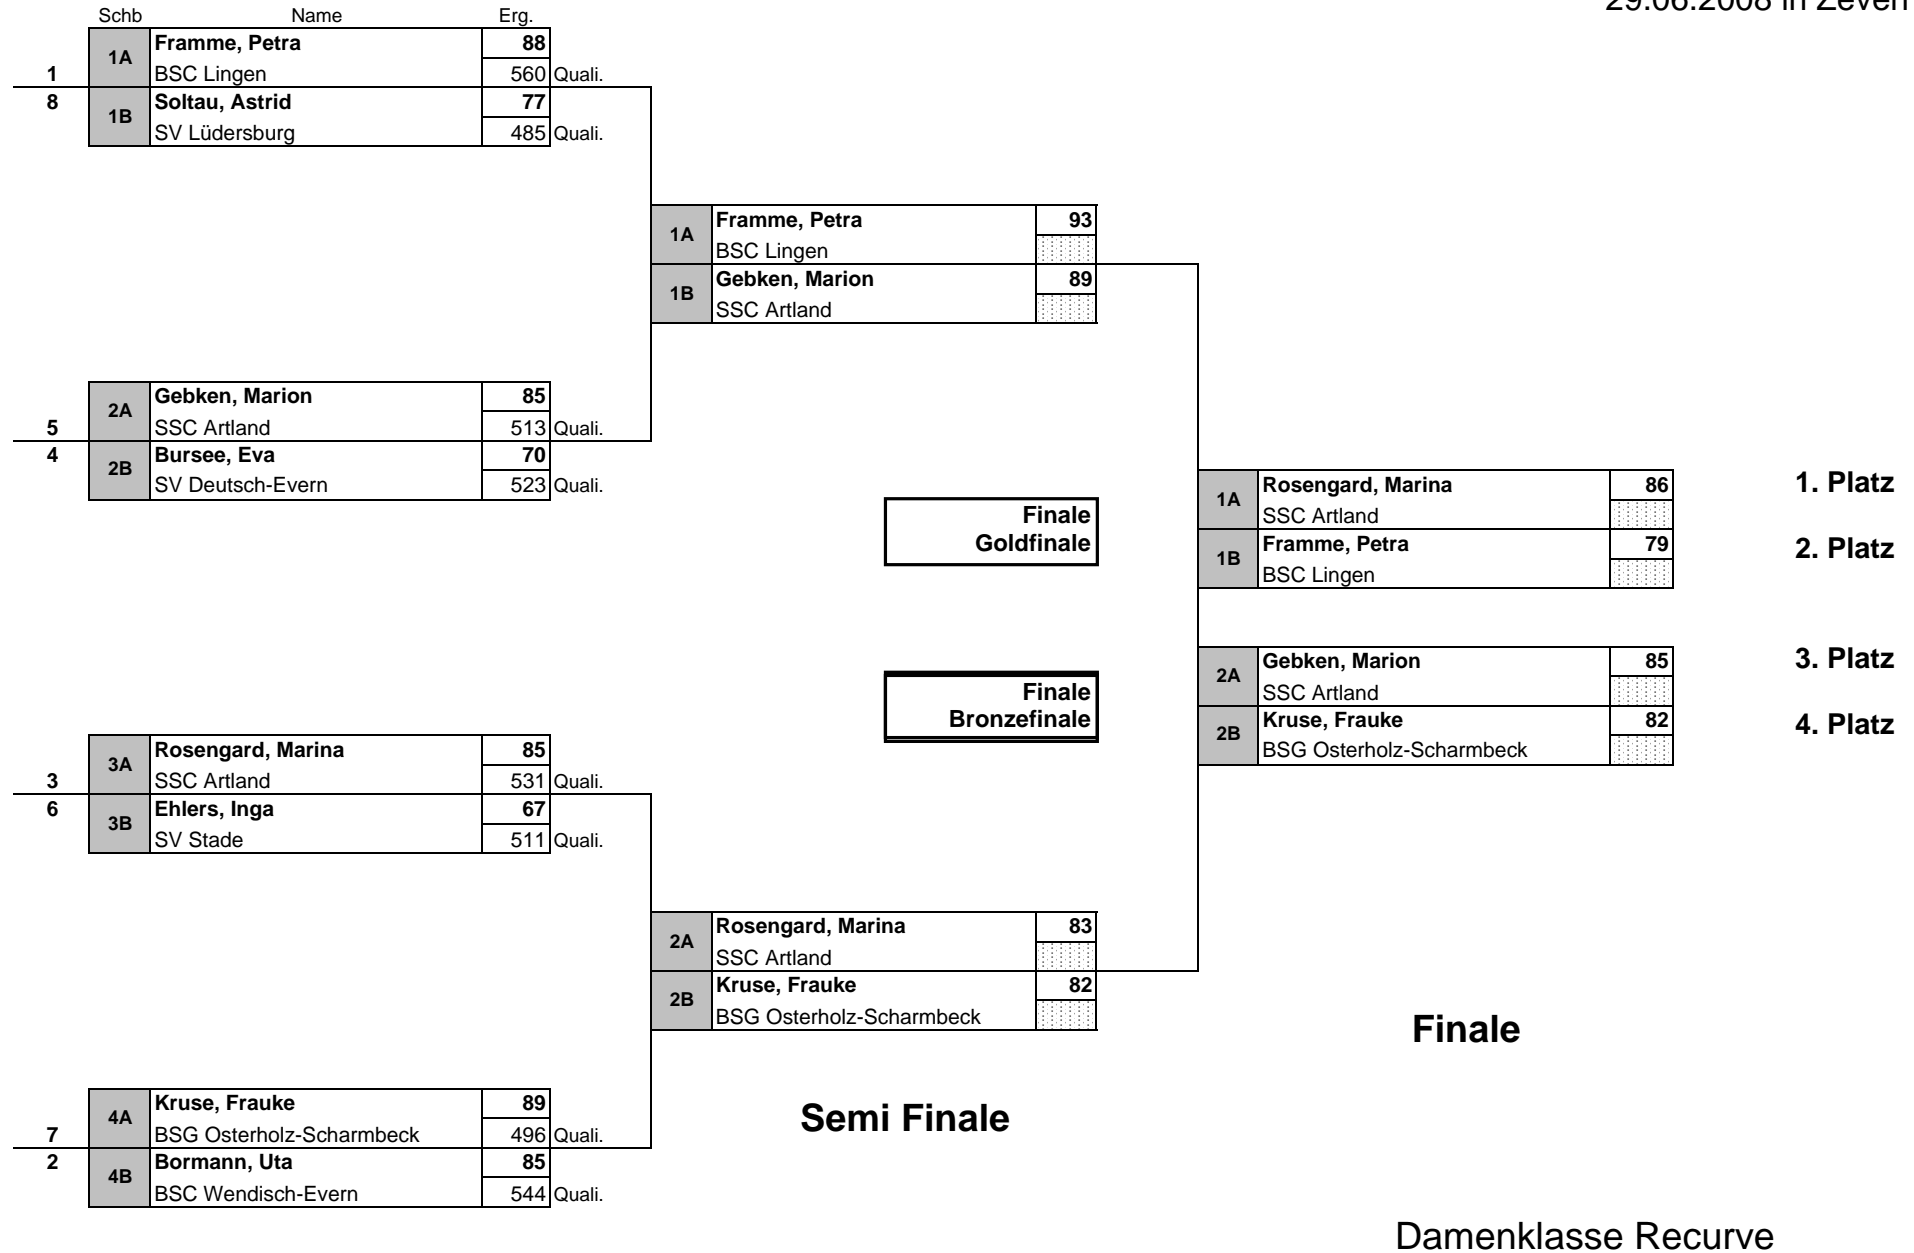 29.06.2008 in Zeven
Schb Name Erg.
1A Framme, Petra 88
1 BSC Lingen 560 Quali.
8 1B Soltau, Astrid 77
SV Lüdersburg 485 Quali.
1A Framme, Petra 93
BSC Lingen
1B Gebken, Marion 89
SSC Artland
2A Gebken, Marion 85
5 SSC Artland 513 Quali.
4 2B Bursee, Eva 70
SV Deutsch-Evern 523 Quali.
Finale
Goldfinale
1A Rosengard, Marina 86 1. Platz
SSC Artland
1B Framme, Petra 79 2. Platz
BSC Lingen
Finale
Bronzefinale
2A Gebken, Marion 85 3. Platz
SSC Artland
2B Kruse, Frauke 82 4. Platz
BSG Osterholz-Scharmbeck
3A Rosengard, Marina 85
3 SSC Artland 531 Quali.
6 3B Ehlers, Inga 67
SV Stade 511 Quali.
2A Rosengard, Marina 83
SSC Artland
2B Kruse, Frauke 82
BSG Osterholz-Scharmbeck
Finale
4A Kruse, Frauke 89
7 BSG Osterholz-Scharmbeck 496 Quali.
2 4B Bormann, Uta 85
BSC Wendisch-Evern 544 Quali.
Semi Finale
Damenklasse Recurve